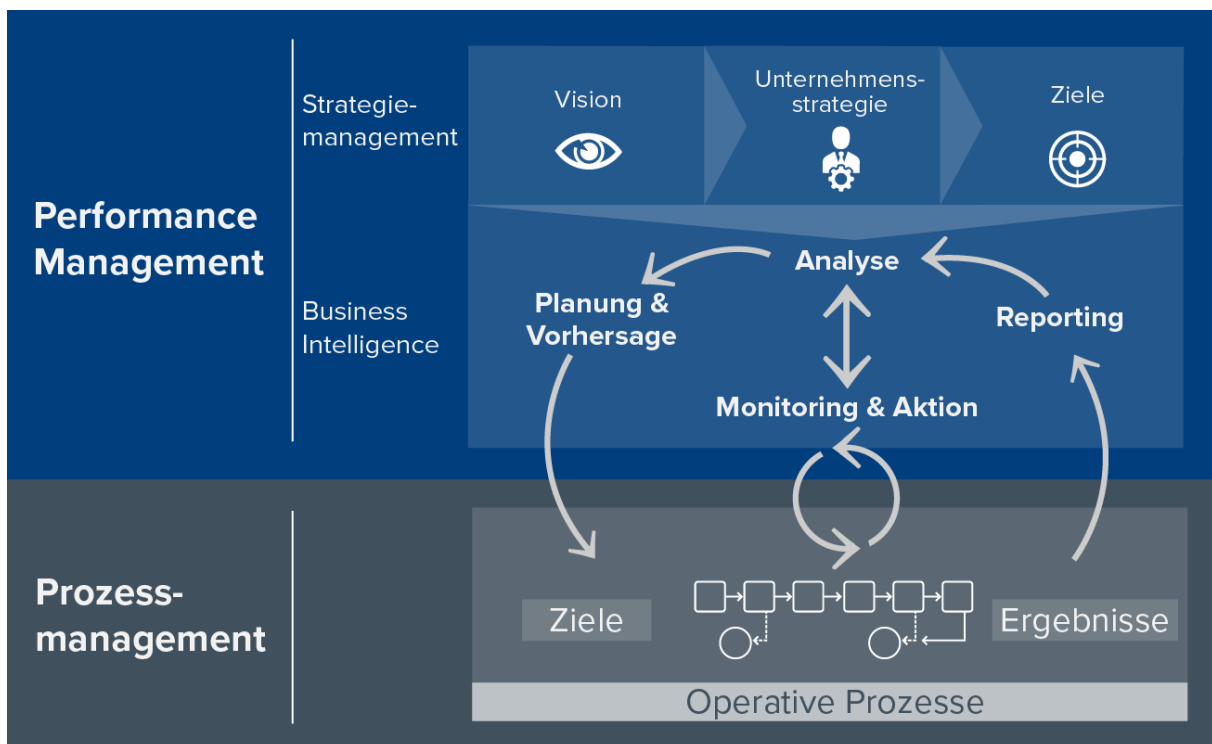 Performance
Management
Strategie-
management
Vision
Unternehmens-
strategie
Ziele
Business
Intelligence
Analyse
Planung &
Vorhersage
Reporting
Monitoring & Aktion
Prozess-
management
Ziele
Ergebnisse
Operative Prozesse